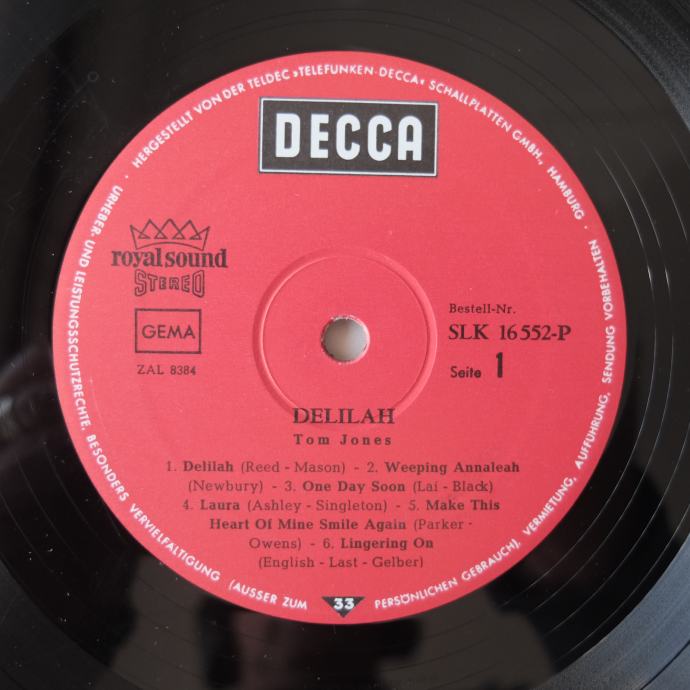 · HERGESTELLT VON DER TELDEC »TELEFUNKEN-DECCA« SCHALLPLATTEN GMBH., HAMBURG ·
DECCA
royal sound
STEREO
GEMA
ZAL 8384
Bestell-Nr.
SLK 16 552-P
Seite 1
DELILAH
Tom Jones
1. Delilah (Reed - Mason) - 2. Weeping Annaleah
(Newbury) - 3. One Day Soon (Lai - Black)
4. Laura (Ashley - Singleton) - 5. Make This
Heart Of Mine Smile Again (Parker -
Owens) - 6. Lingering On
(English - Last - Gelber)
URHEBER- UND LEISTUNGSSCHUTZRECHTE, BESONDERS VERVIELFALTIGUNG (AUSSER ZUM PERSÖNLICHEN GEBRAUCH), VERMIETUNG, AUFFÜHRUNG, SENDUNG VORBEHALTEN
33